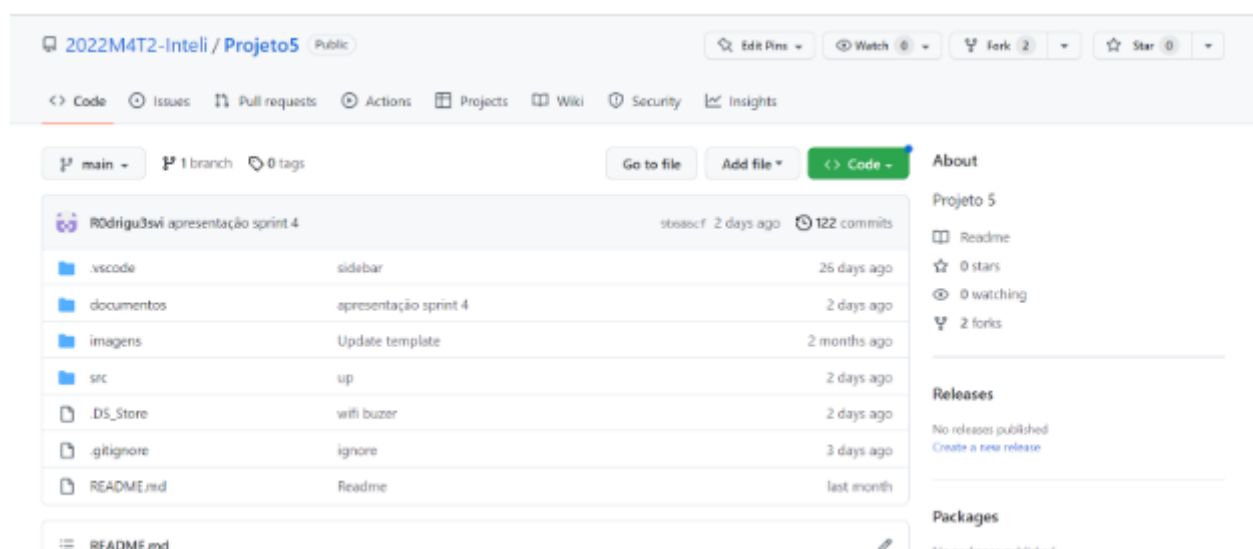 2022M4T2-Inteli / Projeto5 Public
Edit Pins Watch 0 Fork 2 Star 0
Code Issues Pull requests Actions Projects Wiki Security Insights
main 1 branch 0 tags Go to file Add file Code
R0drigu3svi apresentação sprint 4 2 days ago 122 commits
.vscode sidebar 26 days ago
documentos apresentação sprint 4 2 days ago
imagens Update template 2 months ago
src up 2 days ago
.DS_Store wifi buzer 2 days ago
.gitignore ignore 3 days ago
README.md Readme last month
README.md
About
Projeto 5
Readme
0 stars
0 watching
2 forks
Releases
No releases published
Create a new release
Packages